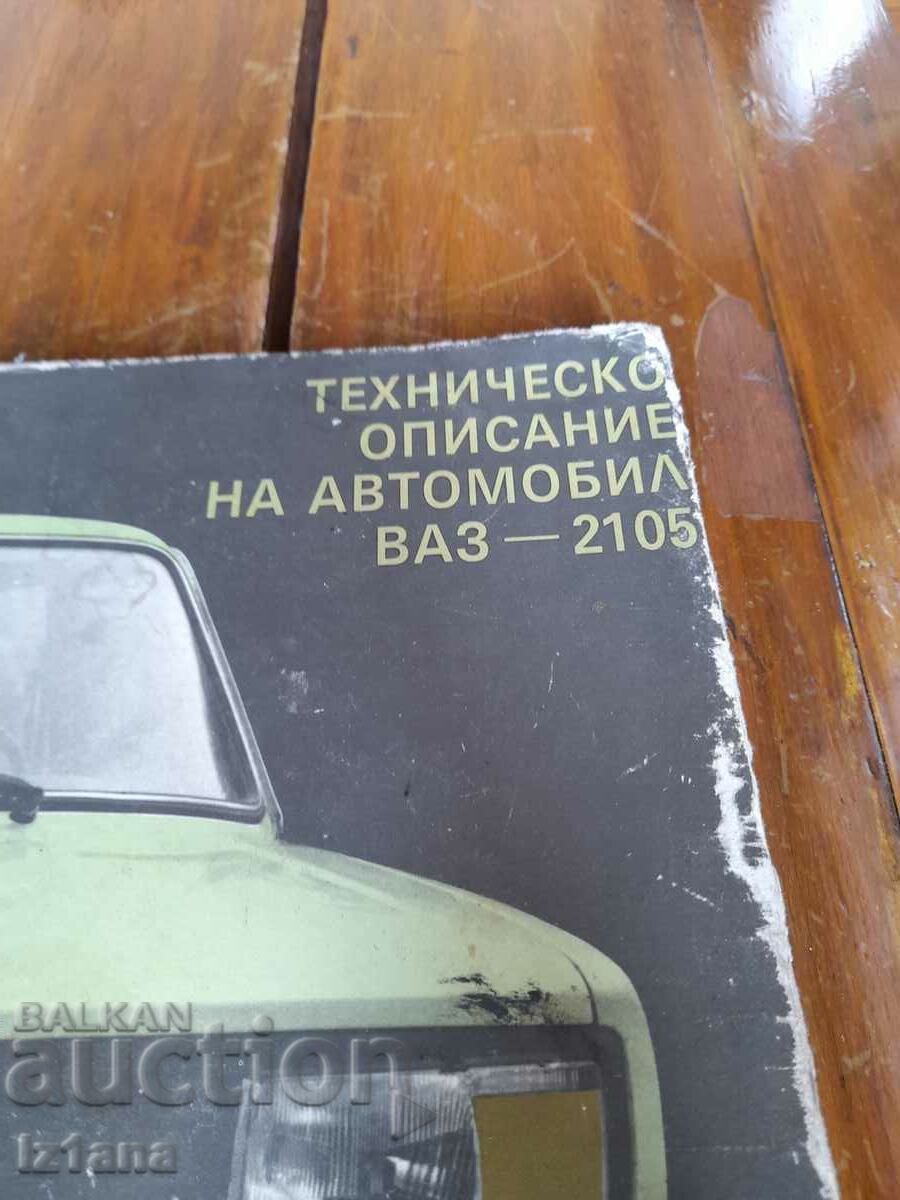 ТЕХНИЧЕСКО
ОПИСАНИЕ
НА АВТОМОБИЛ
ВАЗ — 2105
BALKAN
auction
iz1ana